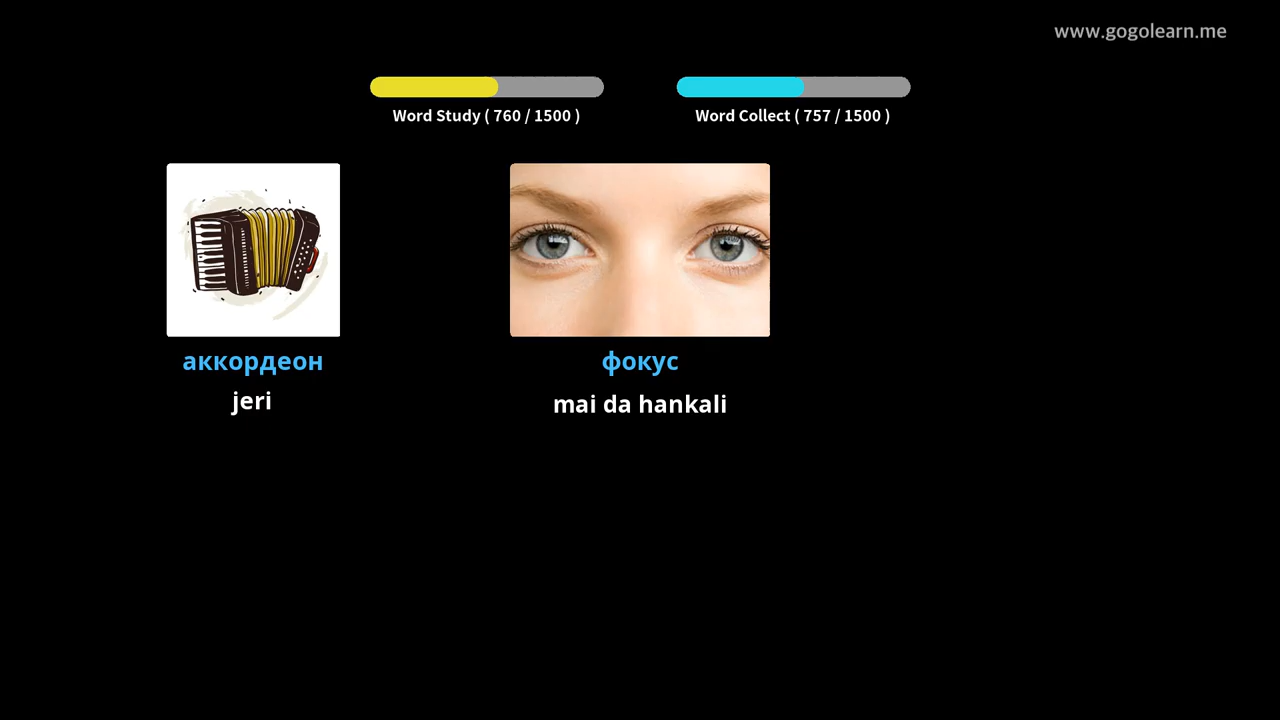 www.gogolearn.me
Word Study ( 760 / 1500 )
Word Collect ( 757 / 1500 )
аккордеон
jeri
фокус
mai da hankali